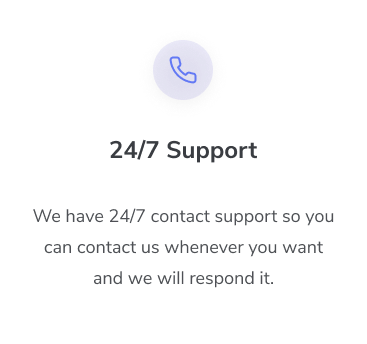 24/7 Support
We have 24/7 contact support so you
can contact us whenever you want
and we will respond it.